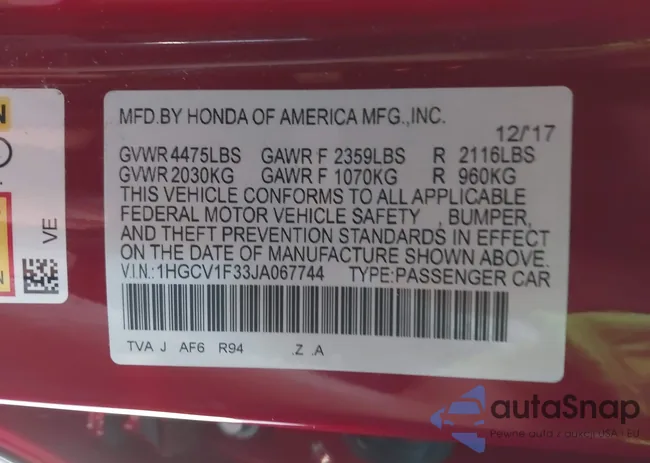 MFD.BY HONDA OF AMERICA MFG.,INC.
12/'17
GVWR 4475LBS GAWR F 2359LBS R 2116LBS
GVWR 2030KG GAWR F 1070KG R 960KG
THIS VEHICLE CONFORMS TO ALL APPLICABLE
FEDERAL MOTOR VEHICLE SAFETY , BUMPER,
AND THEFT PREVENTION STANDARDS IN EFFECT
ON THE DATE OF MANUFACTURE SHOWN ABOVE.
V.I.N.: 1HGCV1F33JA067744 TYPE:PASSENGER CAR
TVA J AF6 R94 .Z .A
VE
autaSnap